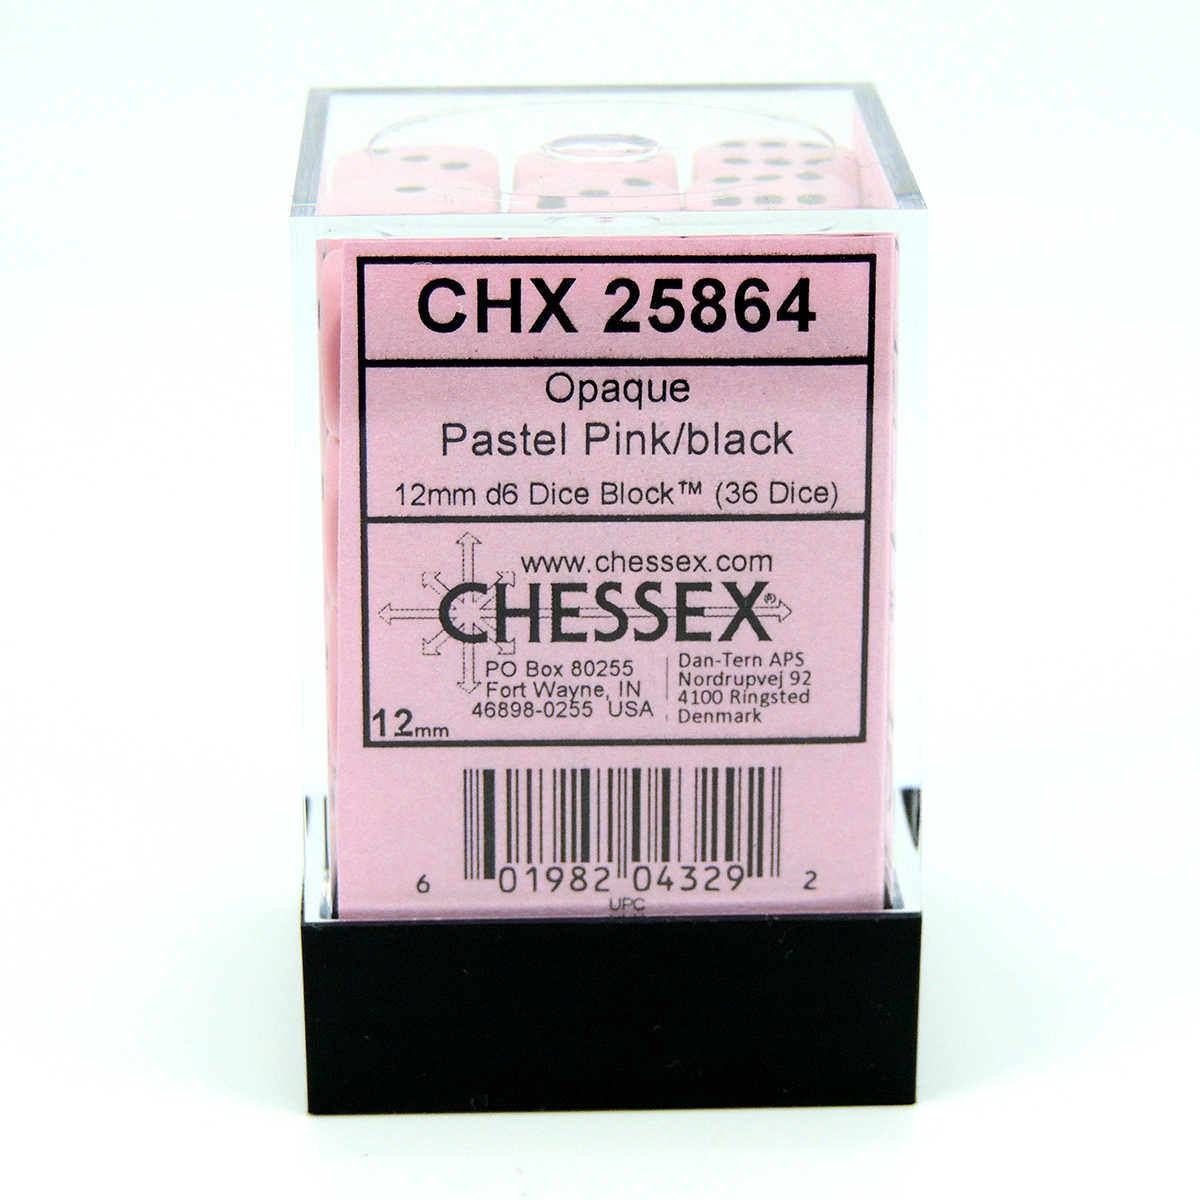 CHX 25864
Opaque
Pastel Pink/black
12mm d6 Dice Block™ (36 Dice)
www.chessex.com
CHESSEX®
PO Box 80255
Fort Wayne, IN
46898-0255 USA
Dan-Tern APS
Nordrupvej 92
4100 Ringsted
Denmark
12mm
6 01982 04329 2
UPC